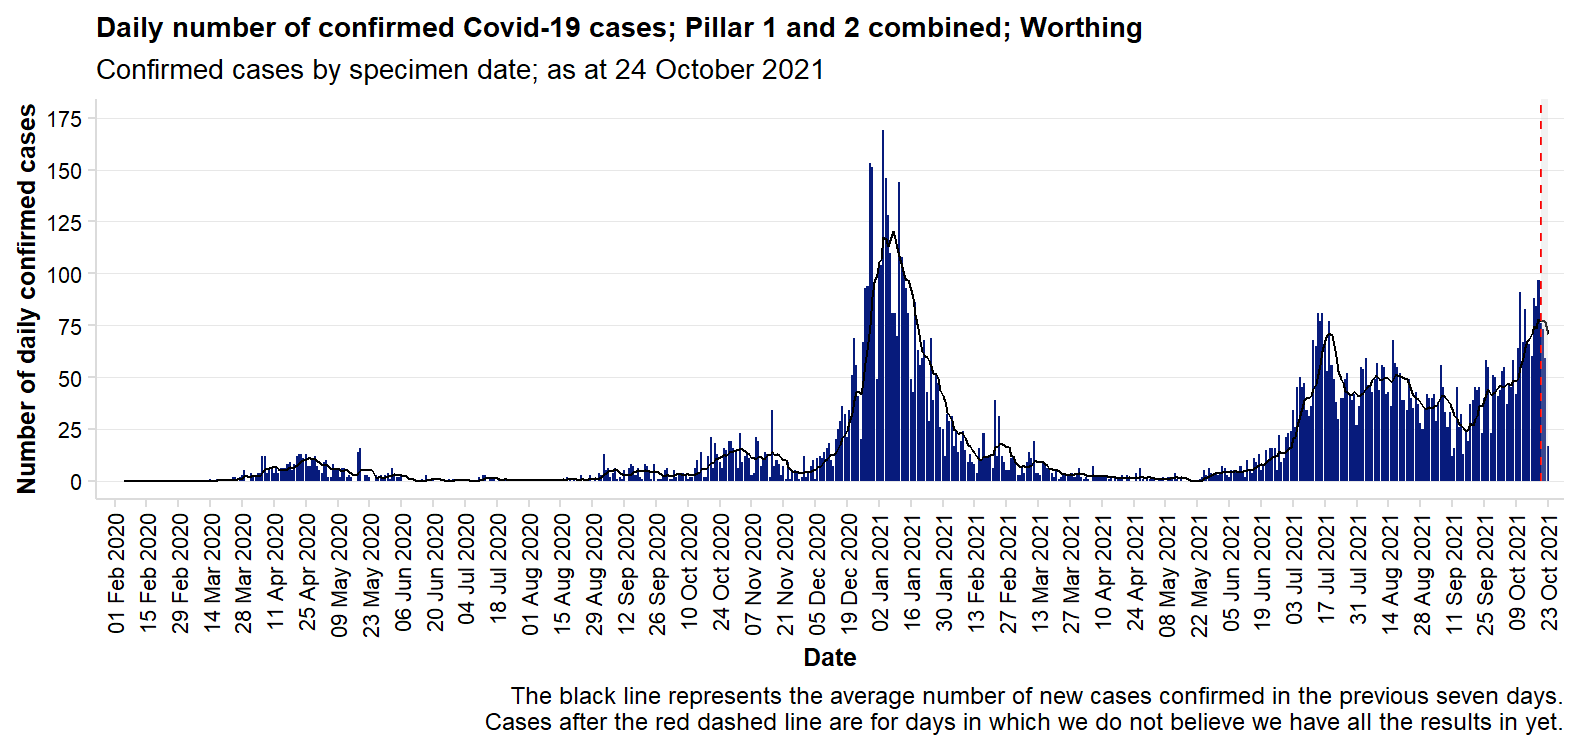 Daily number of confirmed Covid-19 cases; Pillar 1 and 2 combined; Worthing
Confirmed cases by specimen date; as at 24 October 2021
Number of daily confirmed cases
175
150
125
100
75
50
25
0
01 Feb 2020
15 Feb 2020
29 Feb 2020
14 Mar 2020
28 Mar 2020
11 Apr 2020
25 Apr 2020
09 May 2020
23 May 2020
06 Jun 2020
20 Jun 2020
04 Jul 2020
18 Jul 2020
01 Aug 2020
15 Aug 2020
29 Aug 2020
12 Sep 2020
26 Sep 2020
10 Oct 2020
24 Oct 2020
07 Nov 2020
21 Nov 2020
05 Dec 2020
19 Dec 2020
02 Jan 2021
16 Jan 2021
30 Jan 2021
13 Feb 2021
27 Feb 2021
13 Mar 2021
27 Mar 2021
10 Apr 2021
24 Apr 2021
08 May 2021
22 May 2021
05 Jun 2021
19 Jun 2021
03 Jul 2021
17 Jul 2021
31 Jul 2021
14 Aug 2021
28 Aug 2021
11 Sep 2021
25 Sep 2021
09 Oct 2021
23 Oct 2021
Date
The black line represents the average number of new cases confirmed in the previous seven days.
Cases after the red dashed line are for days in which we do not believe we have all the results in yet.